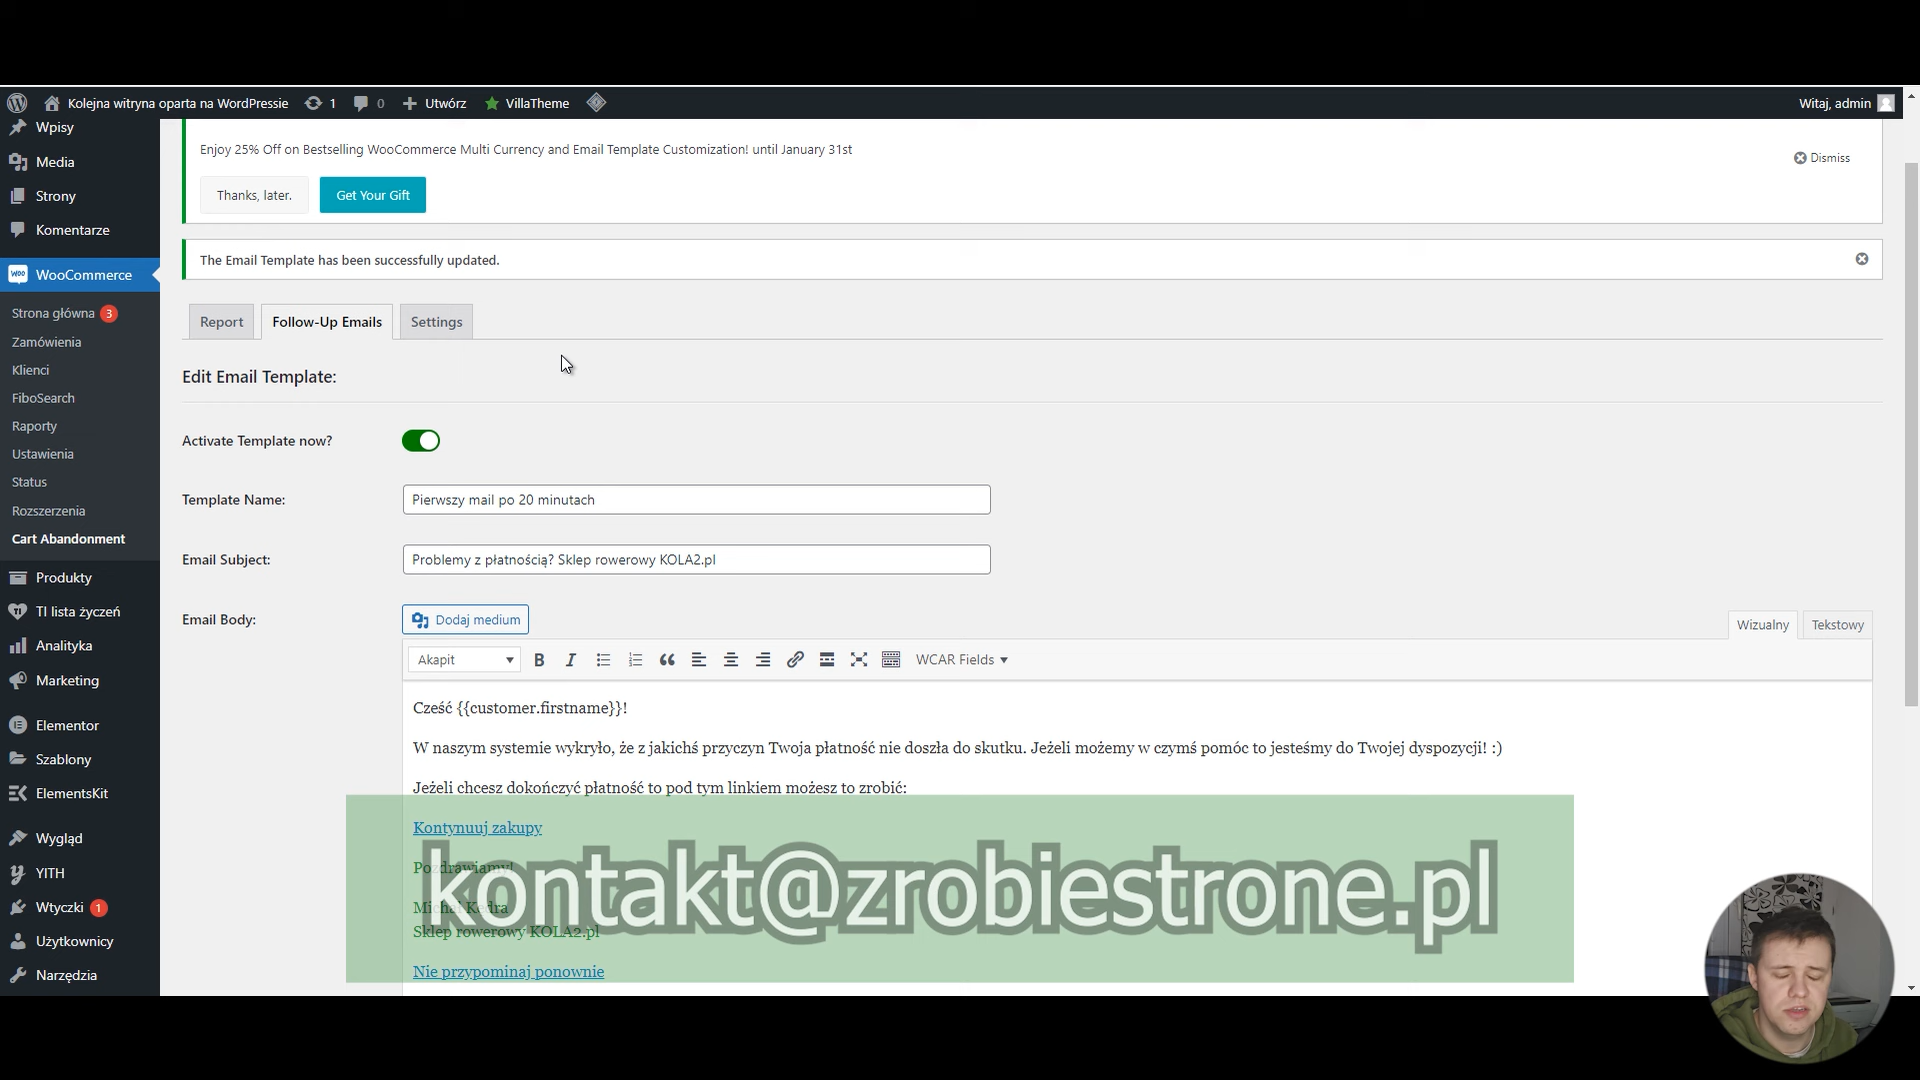 Kolejna witryna oparta na WordPressie 1 0 Utwórz VillaTheme Witaj, admin
Wpisy
Media
Strony
Komentarze
WooCommerce
Strona główna 3
Zamówienia
Klienci
FiboSearch
Raporty
Ustawienia
Status
Rozszerzenia
Cart Abandonment
Produkty
TI lista życzeń
Analityka
Marketing
Elementor
Szablony
ElementsKit
Wygląd
YITH
Wtyczki 1
Użytkownicy
Narzędzia
Enjoy 25% Off on Bestselling WooCommerce Multi Currency and Email Template Customization! until January 31st
Dismiss
Thanks, later. Get Your Gift
The Email Template has been successfully updated.
Report Follow-Up Emails Settings
Edit Email Template:
Activate Template now?
Template Name: Pierwszy mail po 20 minutach
Email Subject: Problemy z płatnością? Sklep rowerowy KOLA2.pl
Email Body: Dodaj medium
Wizualny Tekstowy
Akapit B I WCAR Fields
Cześć {{customer.firstname}}!
W naszym systemie wykryło, że z jakichś przyczyn Twoja płatność nie doszła do skutku. Jeżeli możemy w czymś pomóc to jesteśmy do Twojej dyspozycji! :)
Jeżeli chcesz dokończyć płatność to pod tym linkiem możesz to zrobić:
Kontynuuj zakupy
Pozdrawiamy!
Michał Kedra
Sklep rowerowy KOLA2.pl
Nie przypominaj ponownie
kontakt@zrobiestrone.pl